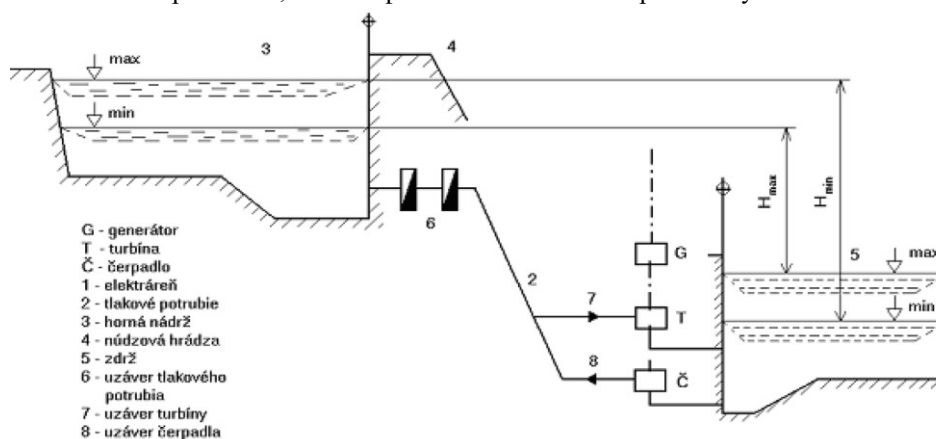 3
4
max
max
min
min
H max
H min
6
G - generátor
T - turbína
Č - čerpadlo
1 - elektráreň
2 - tlakové potrubie
3 - horná nádrž
4 - núdzová hrádza
5 - zdrž
6 - uzáver tlakového
potrubia
7 - uzáver turbíny
8 - uzáver čerpadla
2
7
8
G
T
Č
5
max
min